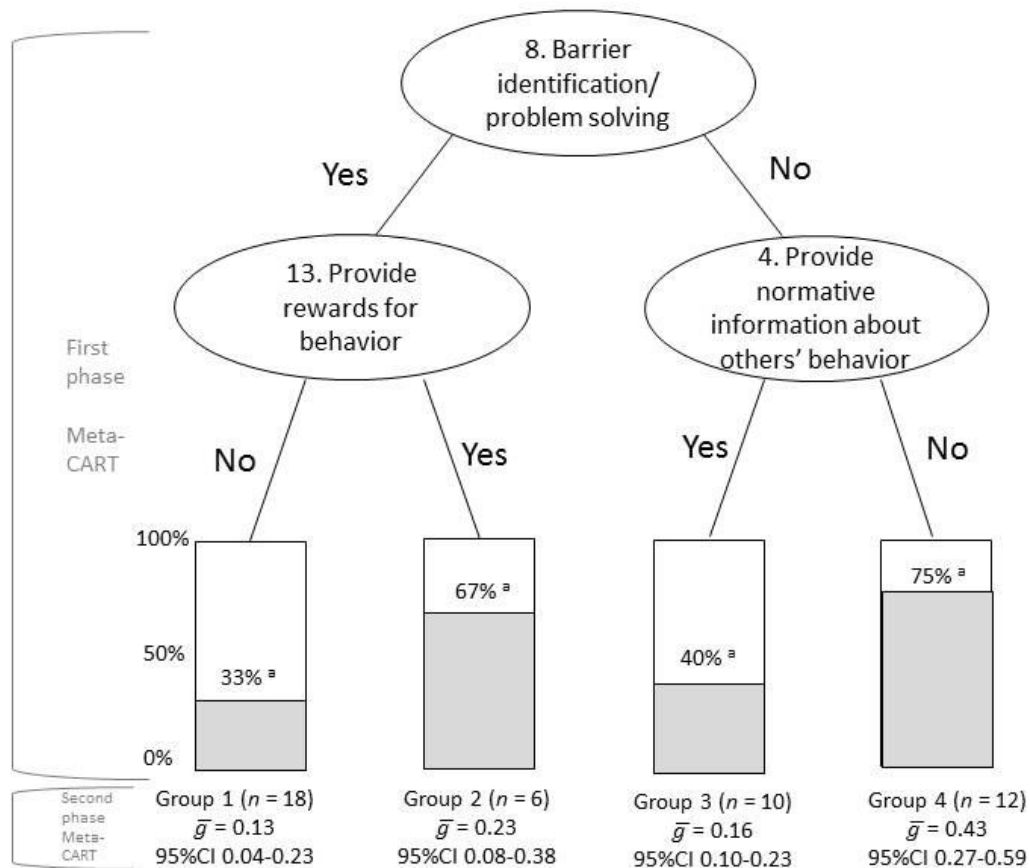 8. Barrier
identification/
problem solving
Yes
No
13. Provide
rewards for
behavior
4. Provide
normative
information about
others’ behavior
First
phase
Meta-
CART
No
Yes
Yes
No
100%
50%
0%
33% ª
67% ª
40% ª
75% ª
Second
phase
Meta-
CART
Group 1 (n = 18)
g̅ = 0.13
95%CI 0.04-0.23
Group 2 (n = 6)
g̅ = 0.23
95%CI 0.08-0.38
Group 3 (n = 10)
g̅ = 0.16
95%CI 0.10-0.23
Group 4 (n = 12)
g̅ = 0.43
95%CI 0.27-0.59